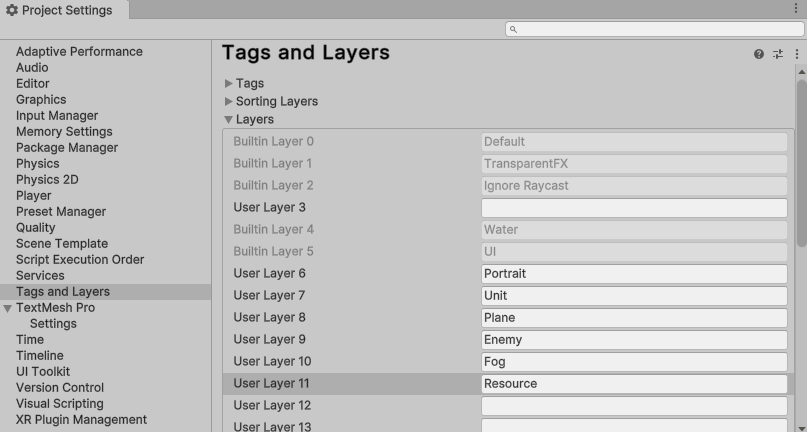 Project Settings
Adaptive Performance
Audio
Editor
Graphics
Input Manager
Memory Settings
Package Manager
Physics
Physics 2D
Player
Preset Manager
Quality
Scene Template
Script Execution Order
Services
Tags and Layers
TextMesh Pro
Settings
Time
Timeline
UI Toolkit
Version Control
Visual Scripting
XR Plugin Management
Tags and Layers
Tags
Sorting Layers
Layers
Builtin Layer 0 Default
Builtin Layer 1 TransparentFX
Builtin Layer 2 Ignore Raycast
User Layer 3
Builtin Layer 4 Water
Builtin Layer 5 UI
User Layer 6 Portrait
User Layer 7 Unit
User Layer 8 Plane
User Layer 9 Enemy
User Layer 10 Fog
User Layer 11 Resource
User Layer 12
User Layer 13